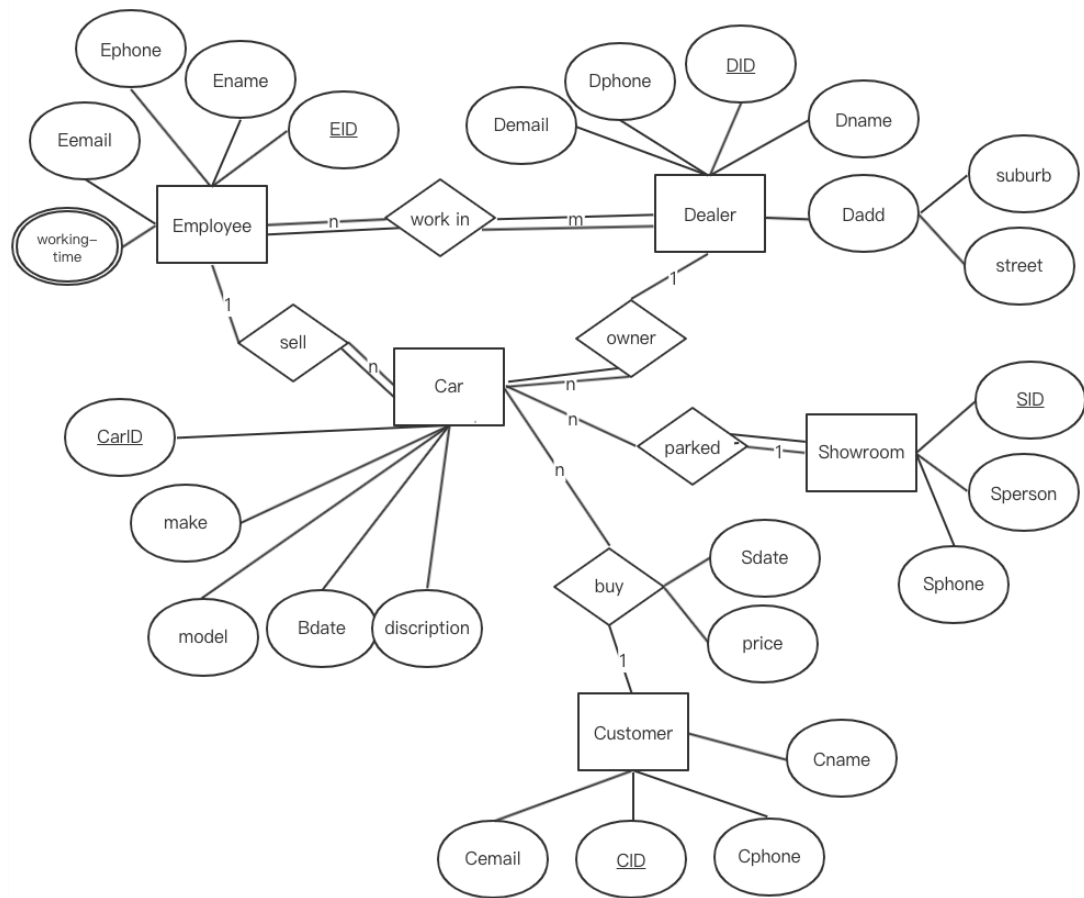 Ephone
Ename
EID
Eemail
working-
time
Employee
n
work in
m
Dealer
Demail
Dphone
DID
Dname
Dadd
suburb
street
1
sell
n
1
owner
n
Car
n
parked
1
Showroom
SID
Sperson
Sphone
CarID
make
model
Bdate
discription
n
buy
Sdate
price
1
Customer
Cname
Cemail
CID
Cphone